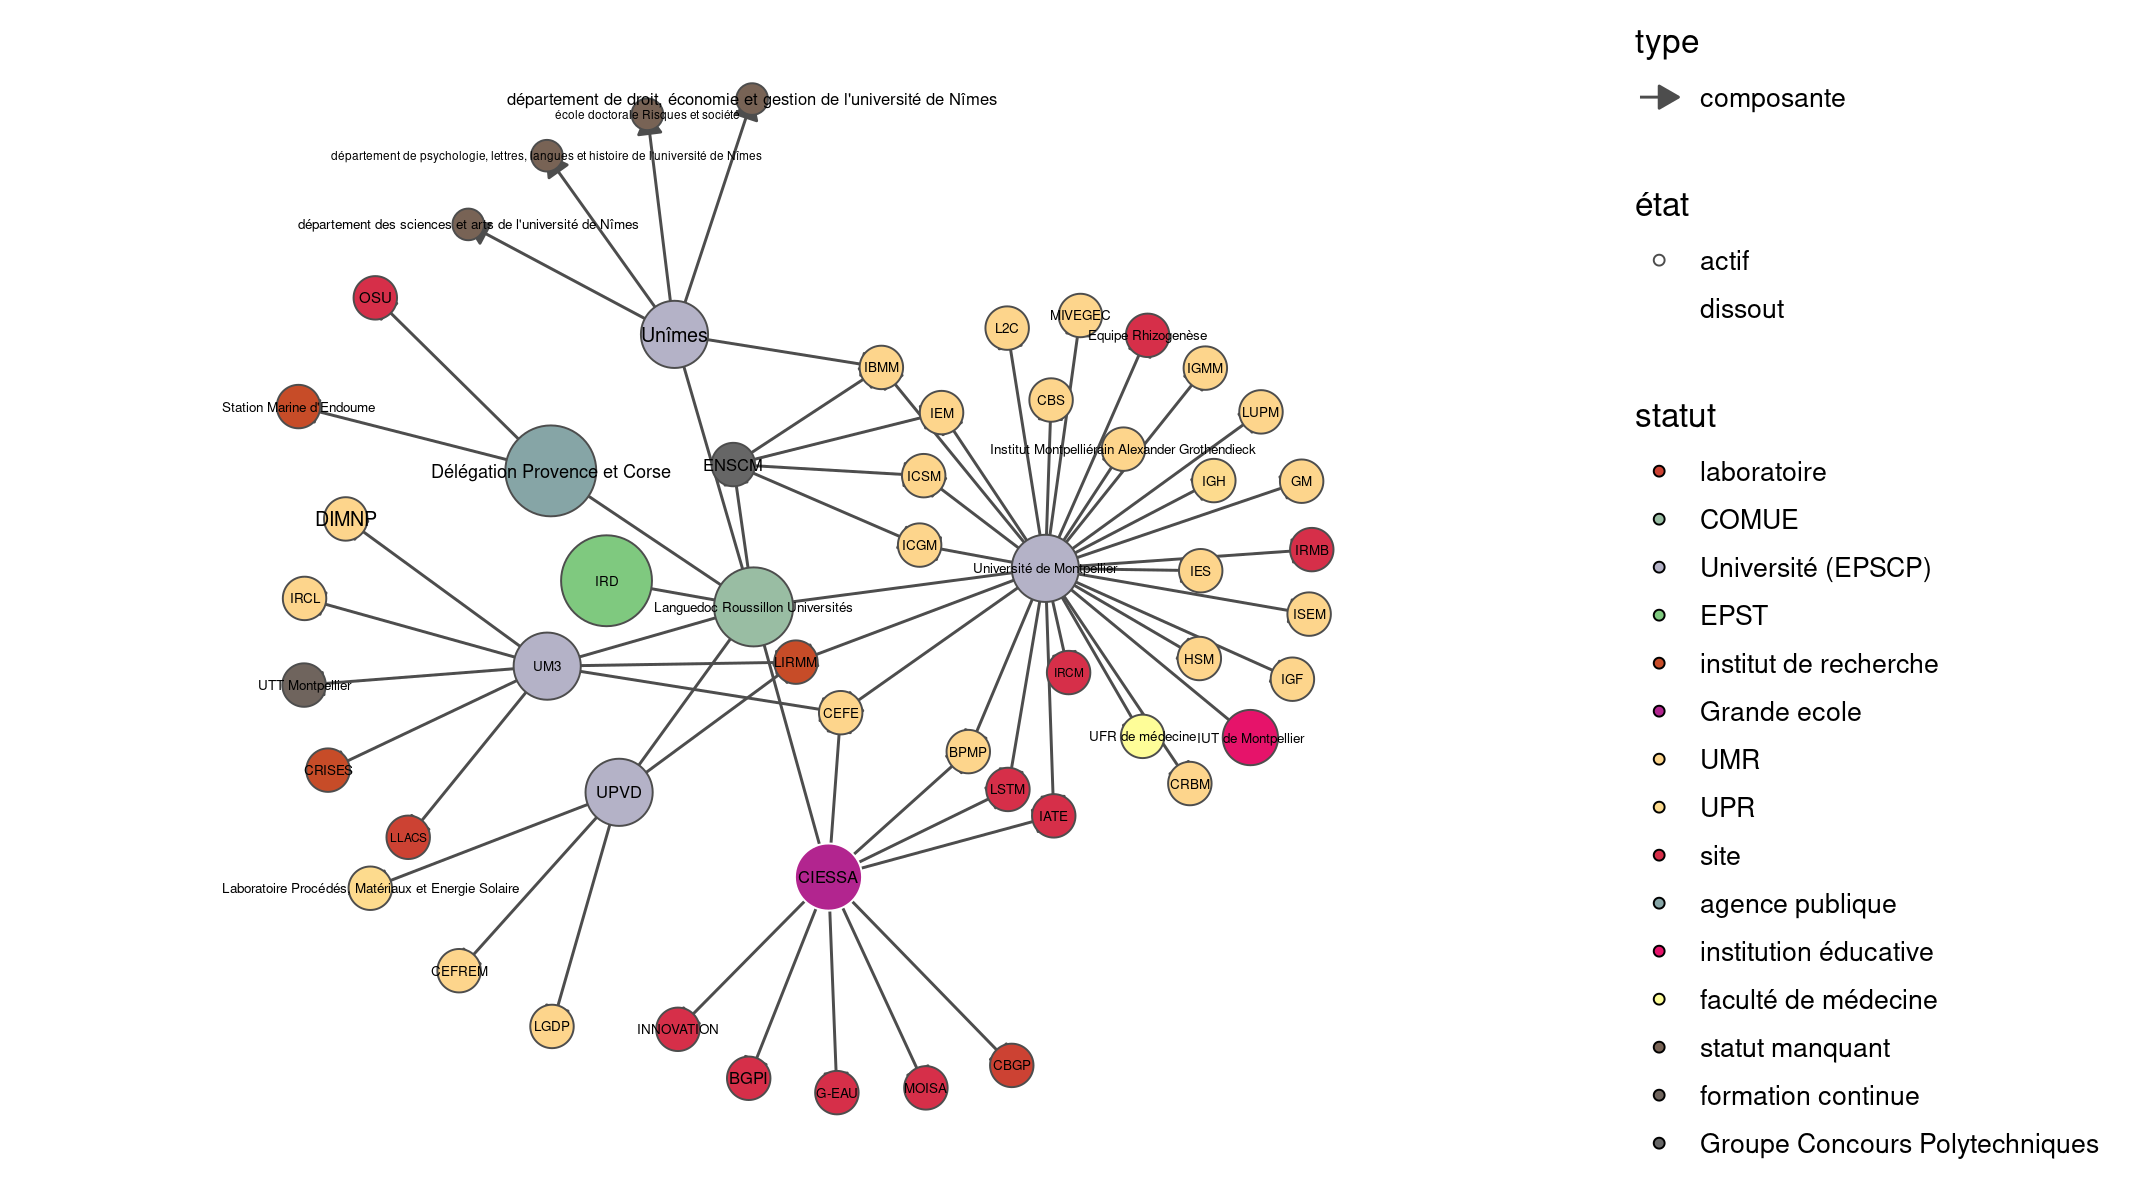 département de droit, économie et gestion de l'université de Nîmes
école doctorale Risques et société
département de psychologie, lettres, langues et histoire de l'université de Nîmes
département des sciences et arts de l'université de Nîmes
OSU
Unîmes
Station Marine d'Endoume
Délégation Provence et Corse
ENSCM
IBMM
IEM
ICSM
ICGM
L2C
MIVEGEC
Equipe Rhizogenèse
IGMM
CBS
LUPM
Institut Montpelliérain Alexander Grothendieck
IGH
GM
IRMB
IES
Université de Montpellier
ISEM
HSM
IGF
IRCM
UFR de médecine
IUT de Montpellier
CRBM
DIMNP
IRD
IRCL
Languedoc Roussillon Universités
UM3
LIRMM
UTT Montpellier
CEFE
BPMP
LSTM
IATE
CRISES
UPVD
LLACS
Laboratoire Procédés, Matériaux et Energie Solaire
CIESSA
CEFREM
LGDP
INNOVATION
BGPI
G-EAU
MOISA
CBGP
type
composante
état
actif
dissout
statut
laboratoire
COMUE
Université (EPSCP)
EPST
institut de recherche
Grande ecole
UMR
UPR
site
agence publique
institution éducative
faculté de médecine
statut manquant
formation continue
Groupe Concours Polytechniques